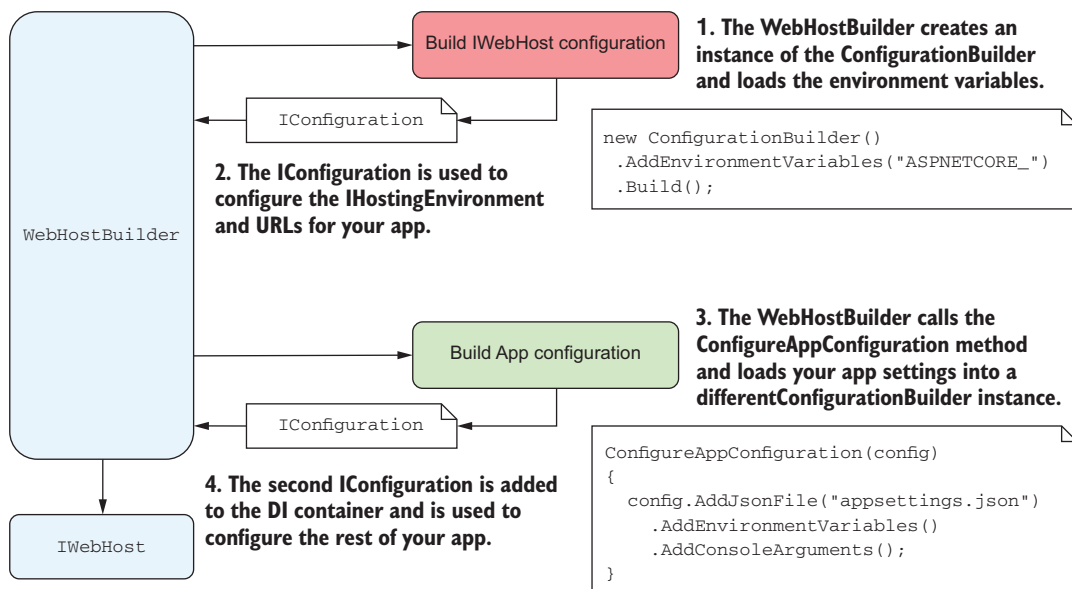 Build IWebHost configuration
1. The WebHostBuilder creates an
instance of the ConfigurationBuilder
and loads the environment variables.
IConfiguration
new ConfigurationBuilder()
.AddEnvironmentVariables("ASPNETCORE_")
.Build();
2. The IConfiguration is used to
configure the IHostingEnvironment
and URLs for your app.
WebHostBuilder
Build App configuration
3. The WebHostBuilder calls the
ConfigureAppConfiguration method
and loads your app settings into a
differentConfigurationBuilder instance.
IConfiguration
ConfigureAppConfiguration(config)
{
config.AddJsonFile("appsettings.json")
.AddEnvironmentVariables()
.AddConsoleArguments();
}
4. The second IConfiguration is added
to the DI container and is used to
configure the rest of your app.
IWebHost